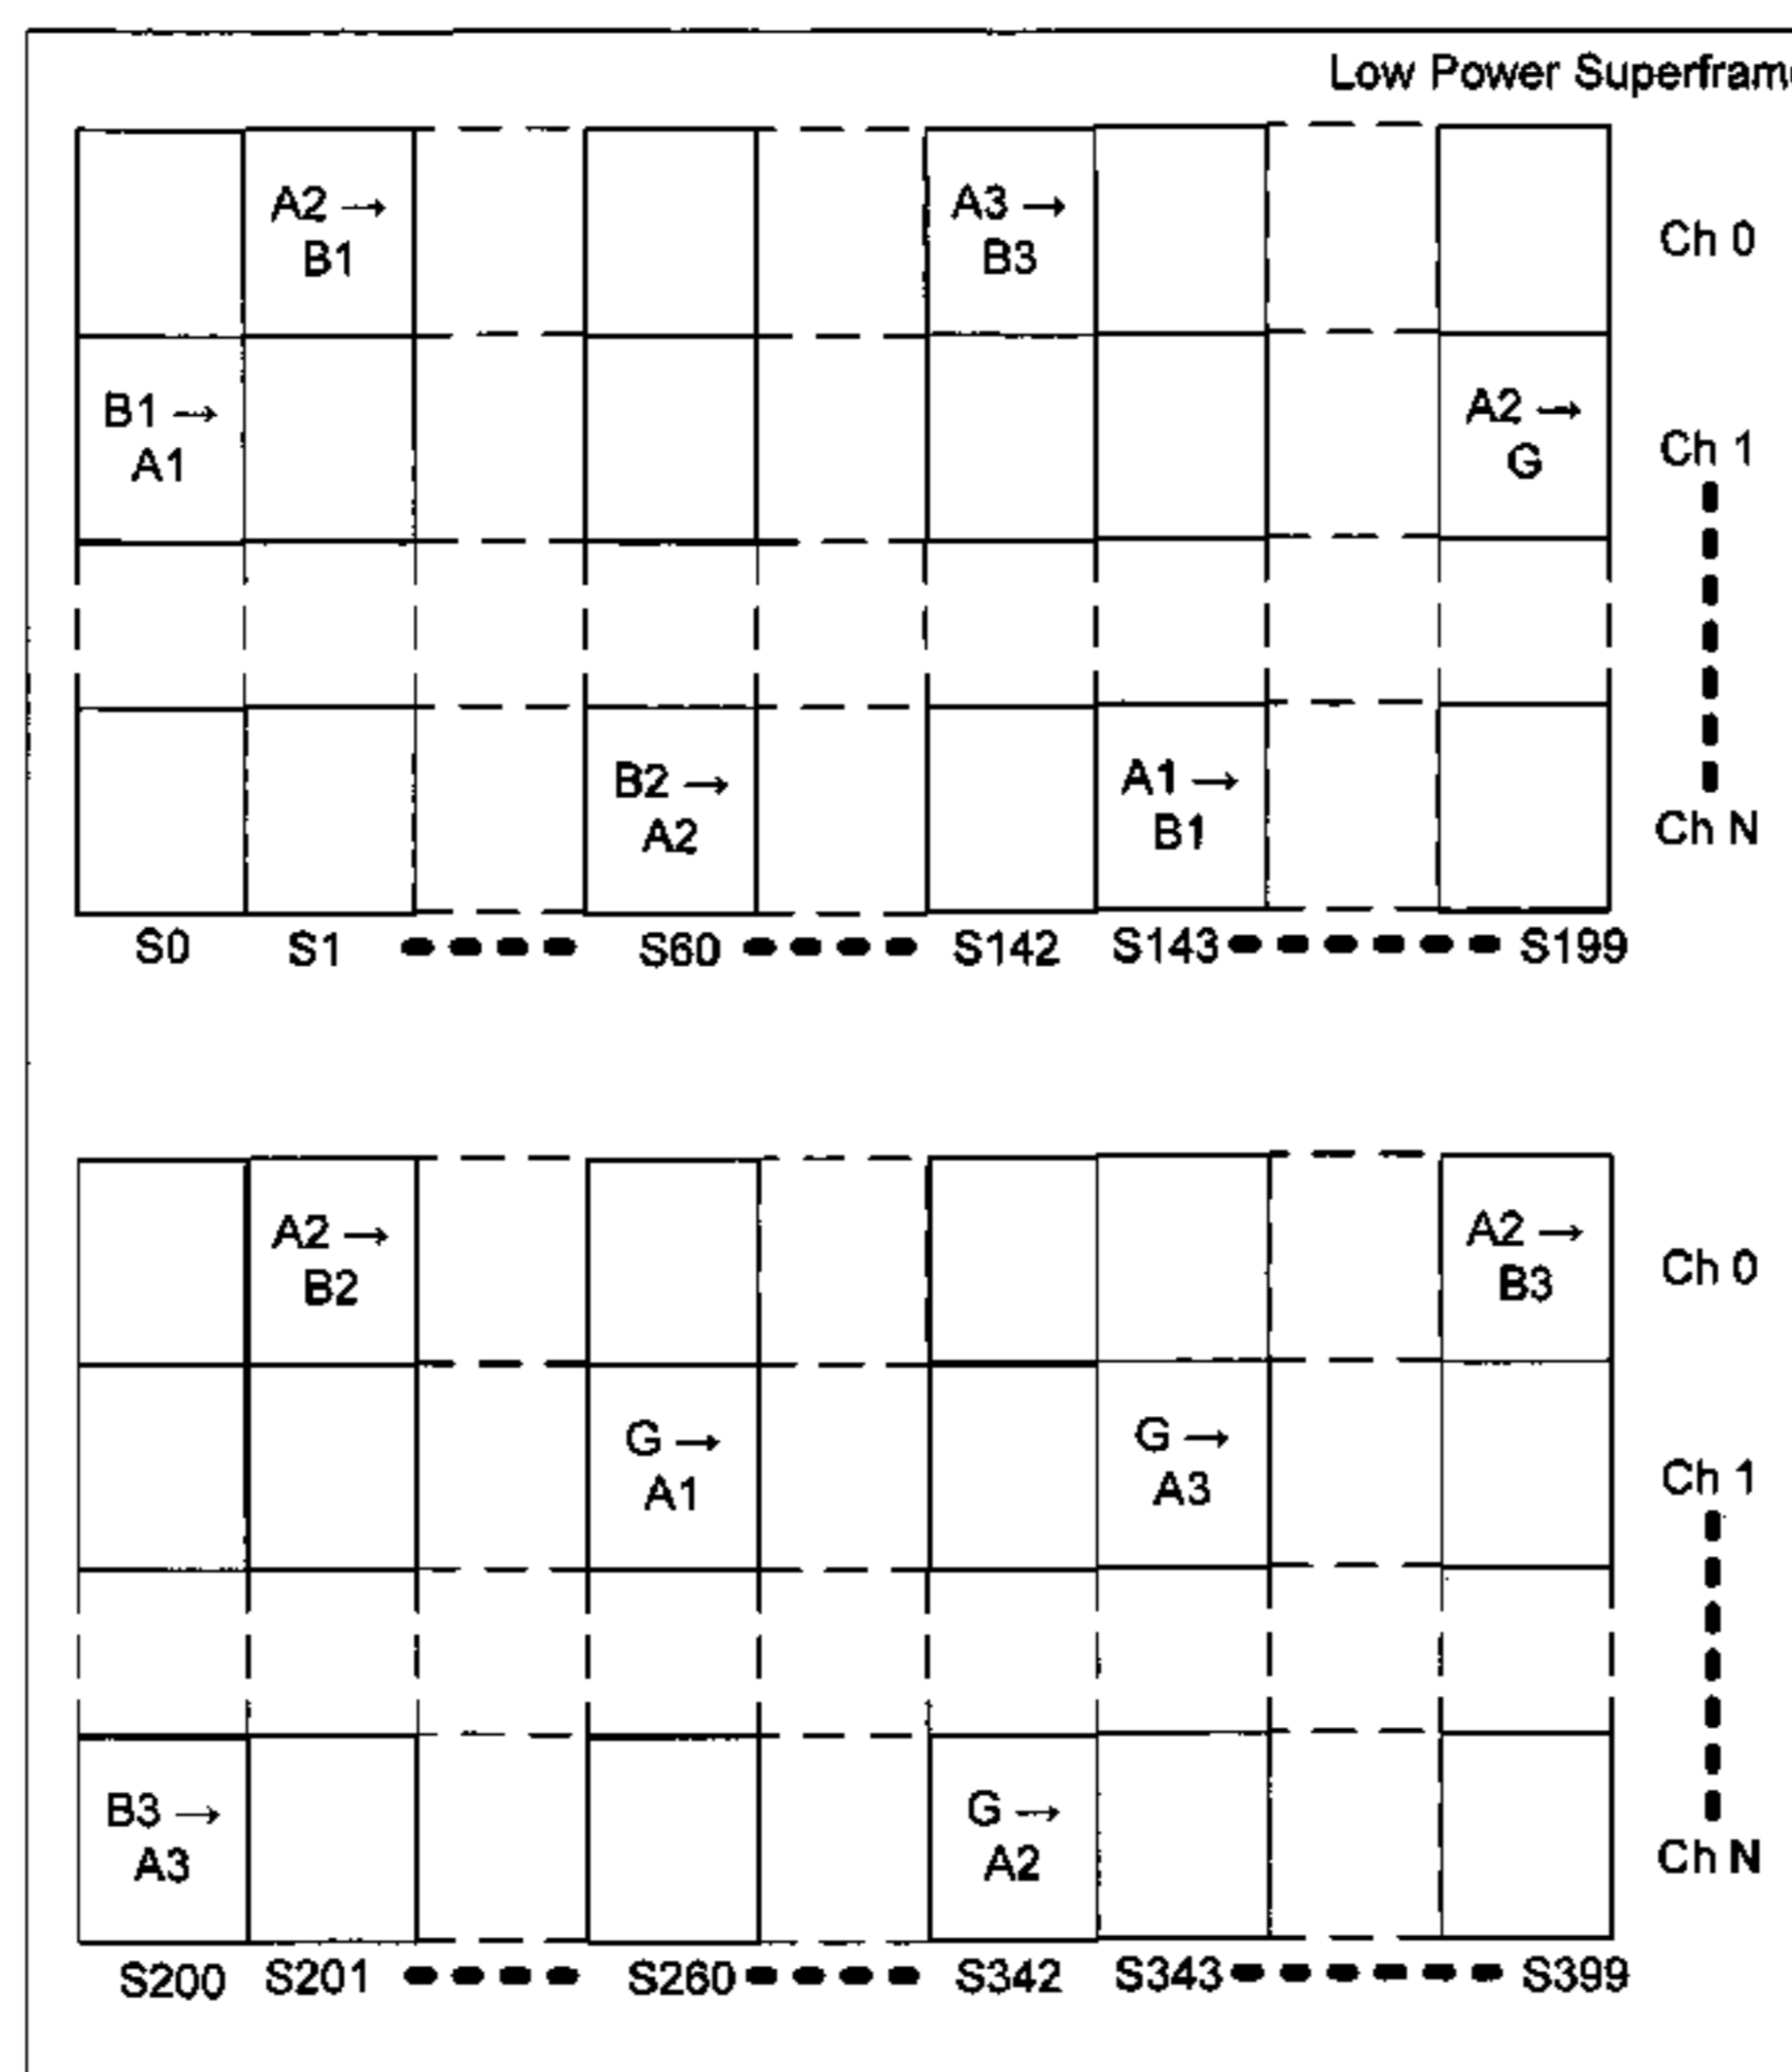 Low Power Superframe
A2 →
B1
A3 →
B3
Ch 0
B1 →
A1
A2 →
G
Ch 1
B2 →
A2
A1 →
B1
Ch N
S0 S1 S60 S142 S143 S199
A2 →
B2
A2 →
B3
Ch 0
G →
A1
G →
A3
Ch 1
B3 →
A3
G →
A2
Ch N
S200 S201 S260 S342 S343 S399